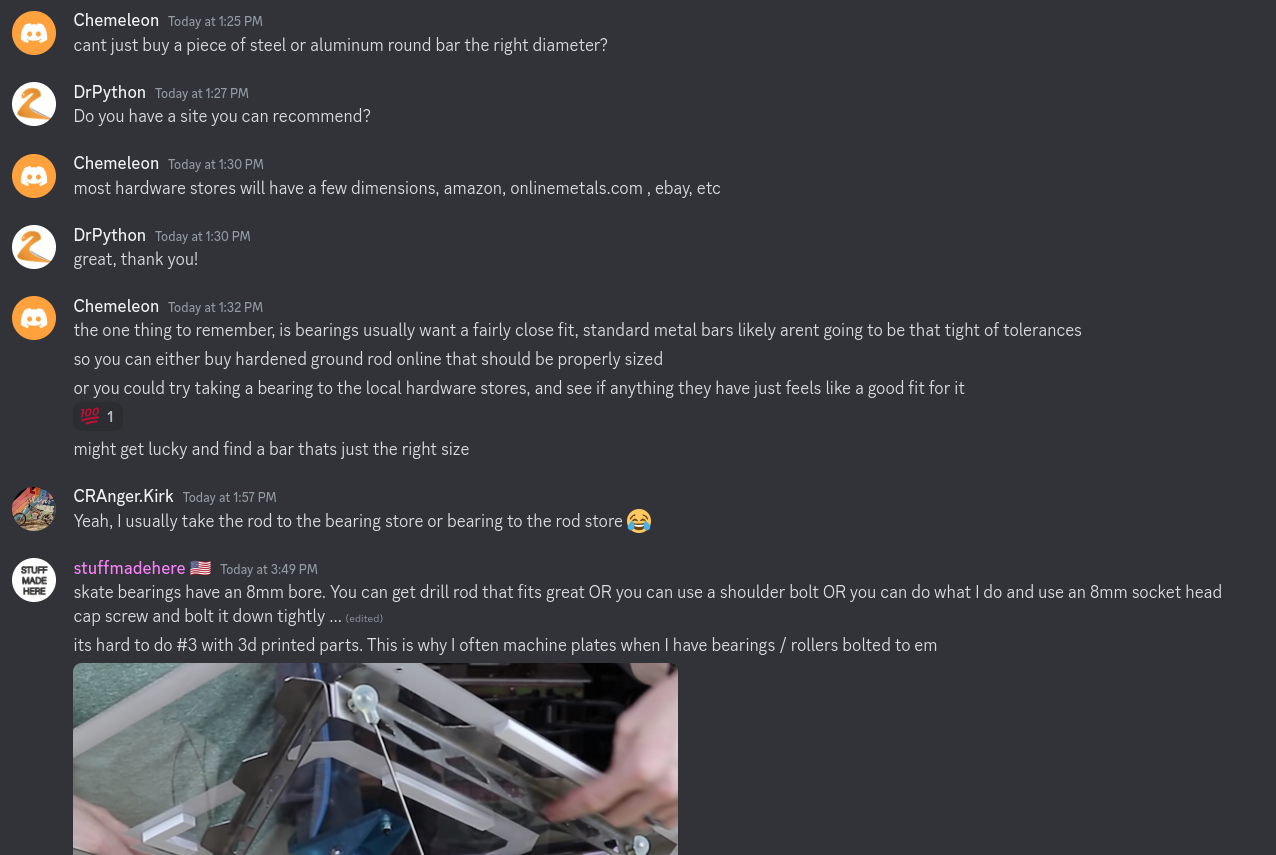 Chemeleon Today at 1:25 PM
cant just buy a piece of steel or aluminum round bar the right diameter?
DrPython Today at 1:27 PM
Do you have a site you can recommend?
Chemeleon Today at 1:30 PM
most hardware stores will have a few dimensions, amazon, onlinemetals.com , ebay, etc
DrPython Today at 1:30 PM
great, thank you!
Chemeleon Today at 1:32 PM
the one thing to remember, is bearings usually want a fairly close fit, standard metal bars likely arent going to be that tight of tolerances
so you can either buy hardened ground rod online that should be properly sized
or you could try taking a bearing to the local hardware stores, and see if anything they have just feels like a good fit for it
💯 1
might get lucky and find a bar thats just the right size
CRAnger.Kirk Today at 1:57 PM
Yeah, I usually take the rod to the bearing store or bearing to the rod store 😂
STUFF
MADE
HERE
stuffmadehere 🇺🇸 Today at 3:49 PM
skate bearings have an 8mm bore. You can get drill rod that fits great OR you can use a shoulder bolt OR you can do what I do and use an 8mm socket head
cap screw and bolt it down tightly ... (edited)
its hard to do #3 with 3d printed parts. This is why I often machine plates when I have bearings / rollers bolted to em